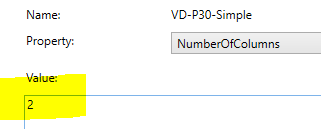 Name: VD-P30-Simple
Property: NumberOfColumns
Value:
2